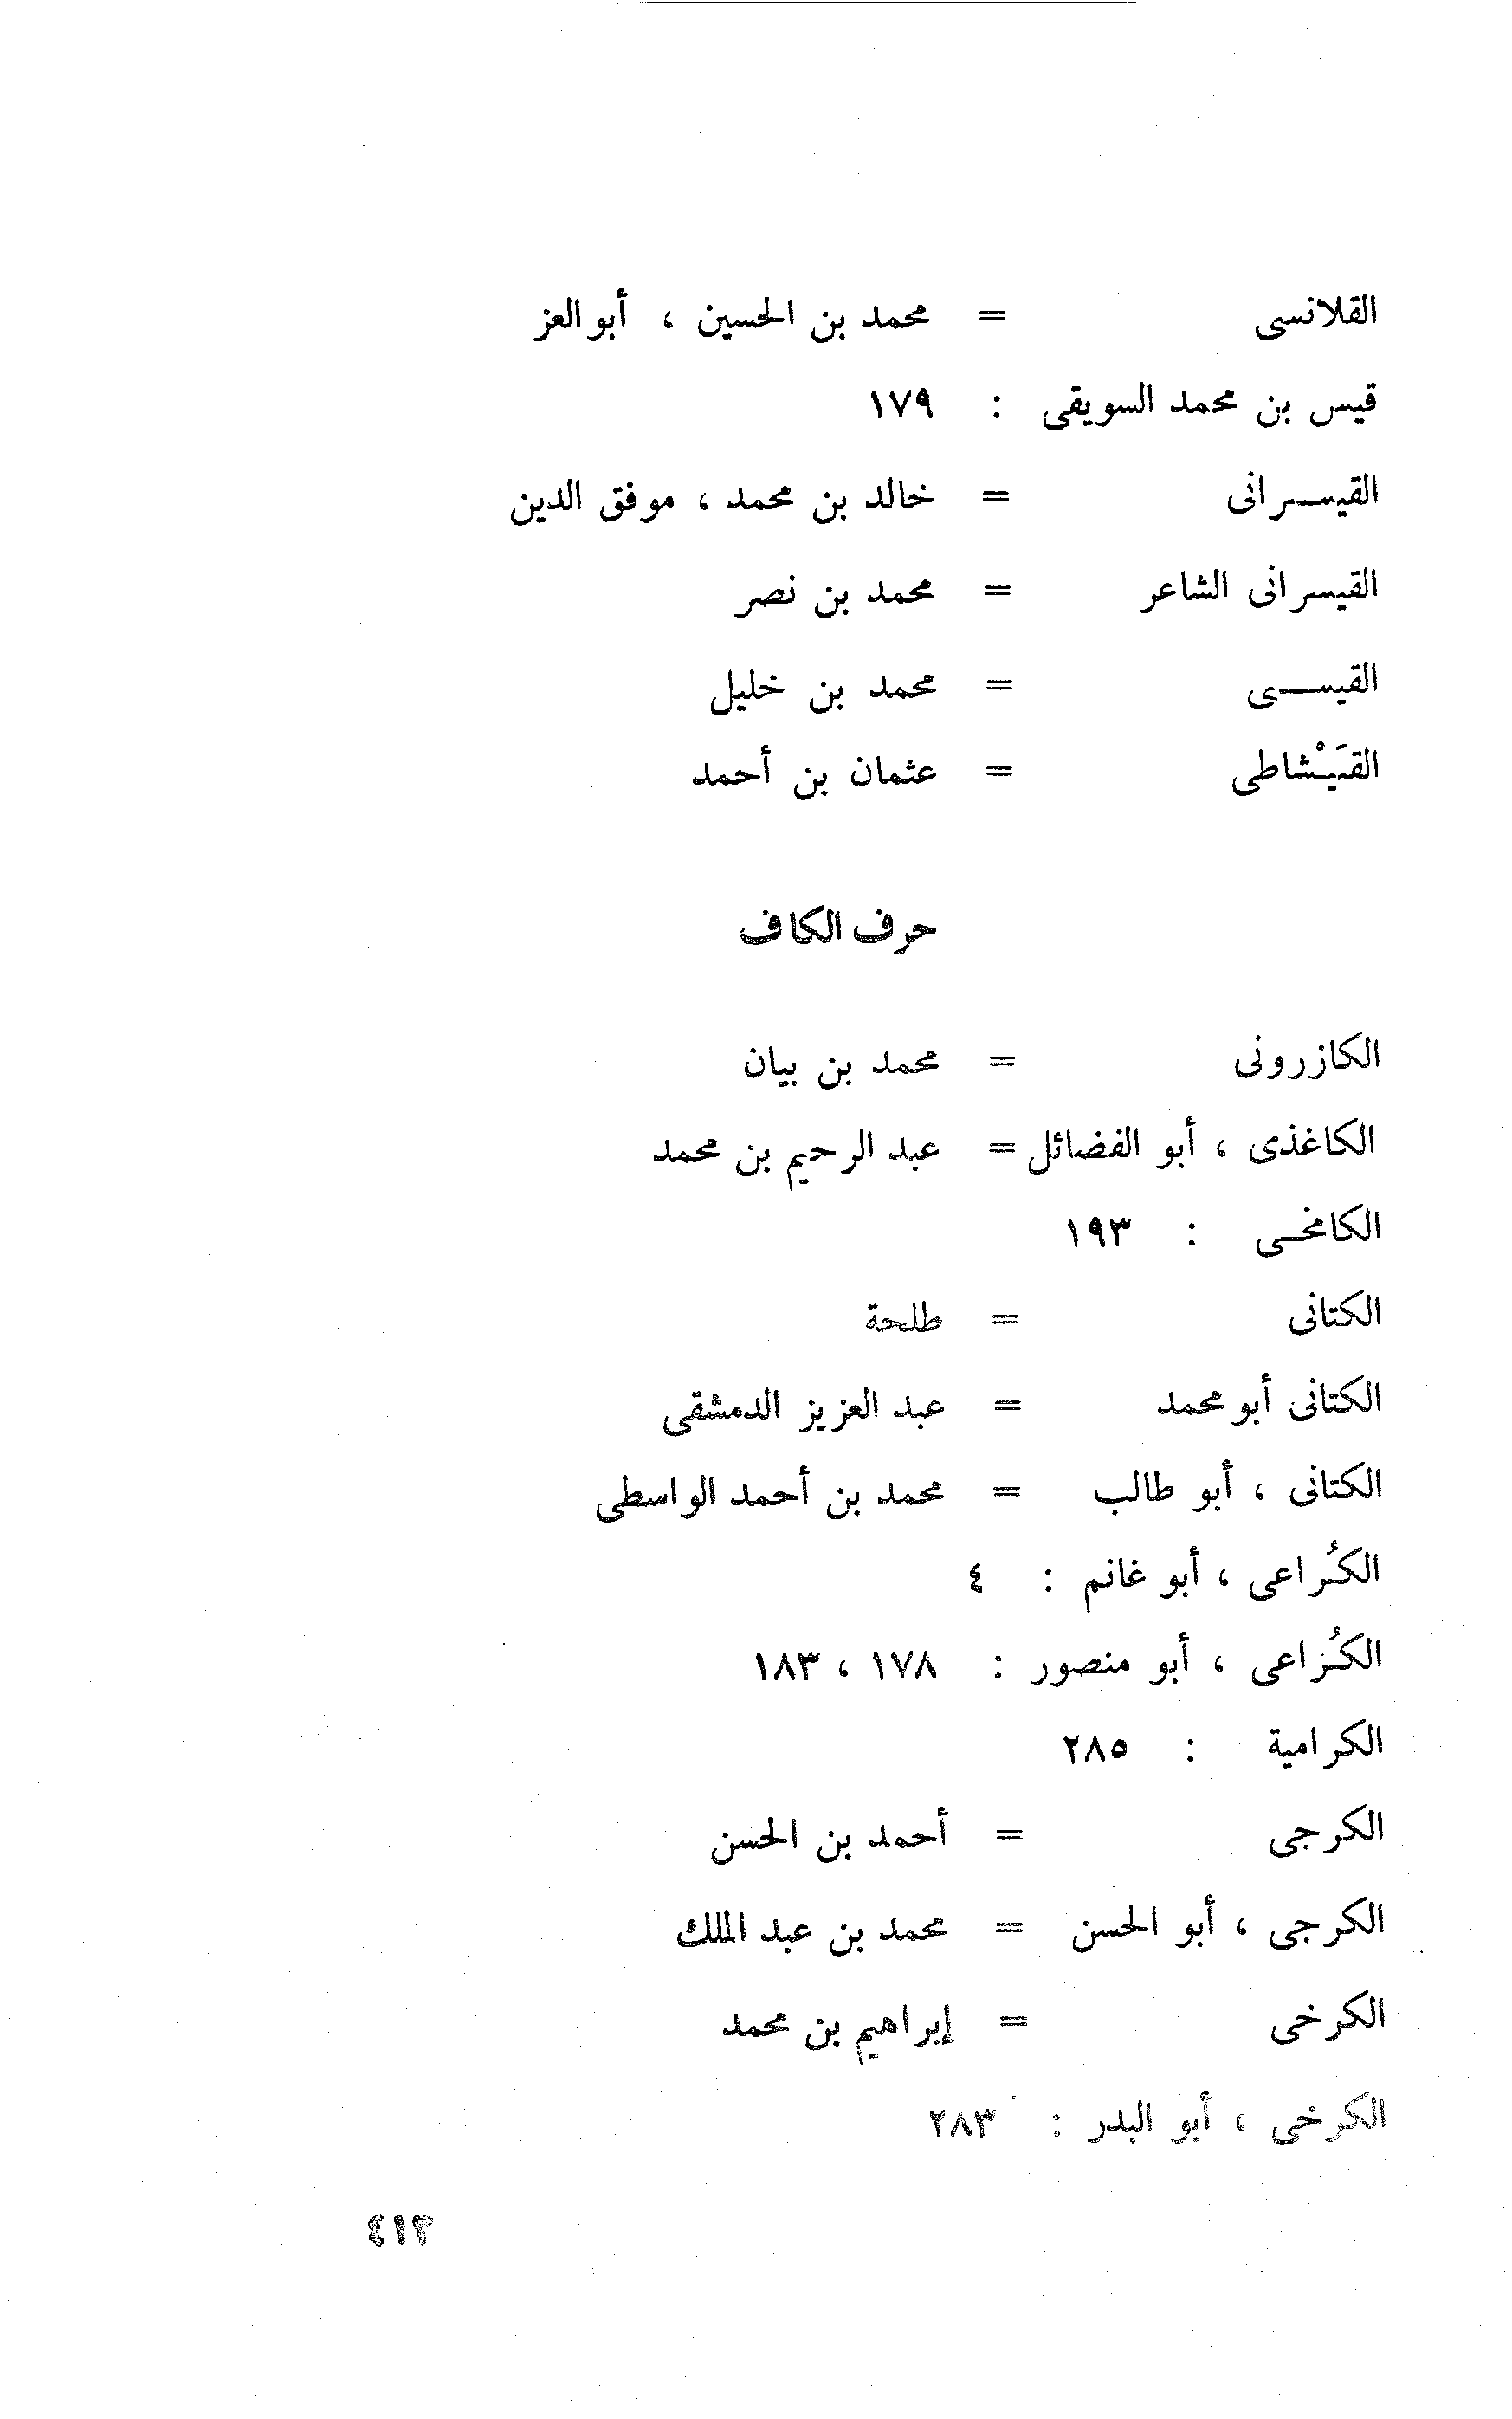 القلانسى = محمد بن الحسين ، أبو العز
قيس بن محمد السويقى : ١٧٩
القيسرانى = خالد بن محمد ، موفق الدين
القيسرانى الشاعر = محمد بن نصر
القيسى = محمد بن خليل
القَيْشاطى = عثمان بن أحمد
حرف الكاف
الكازرونى = محمد بن بيان
الكاغذى ، أبو الفضائل = عبد الرحيم بن محمد
الكامخى : ١٩٣
الكتانى = طلحة
الكتانى أبو محمد = عبد العزيز الدمشقى
الكتانى ، أبو طالب = محمد بن أحمد الواسطى
الكُراعى ، أبو غانم : ٤
الكُزاعى ، أبو منصور : ١٧٨ ، ١٨٣
الكرامية : ٢٨٥
الكرجى = أحمد بن الحسن
الكرجى ، أبو الحسن = محمد بن عبد الملك
الكرخى = إبراهيم بن محمد
الكرخى ، أبو البدر : ٢٨٣
٤١٣